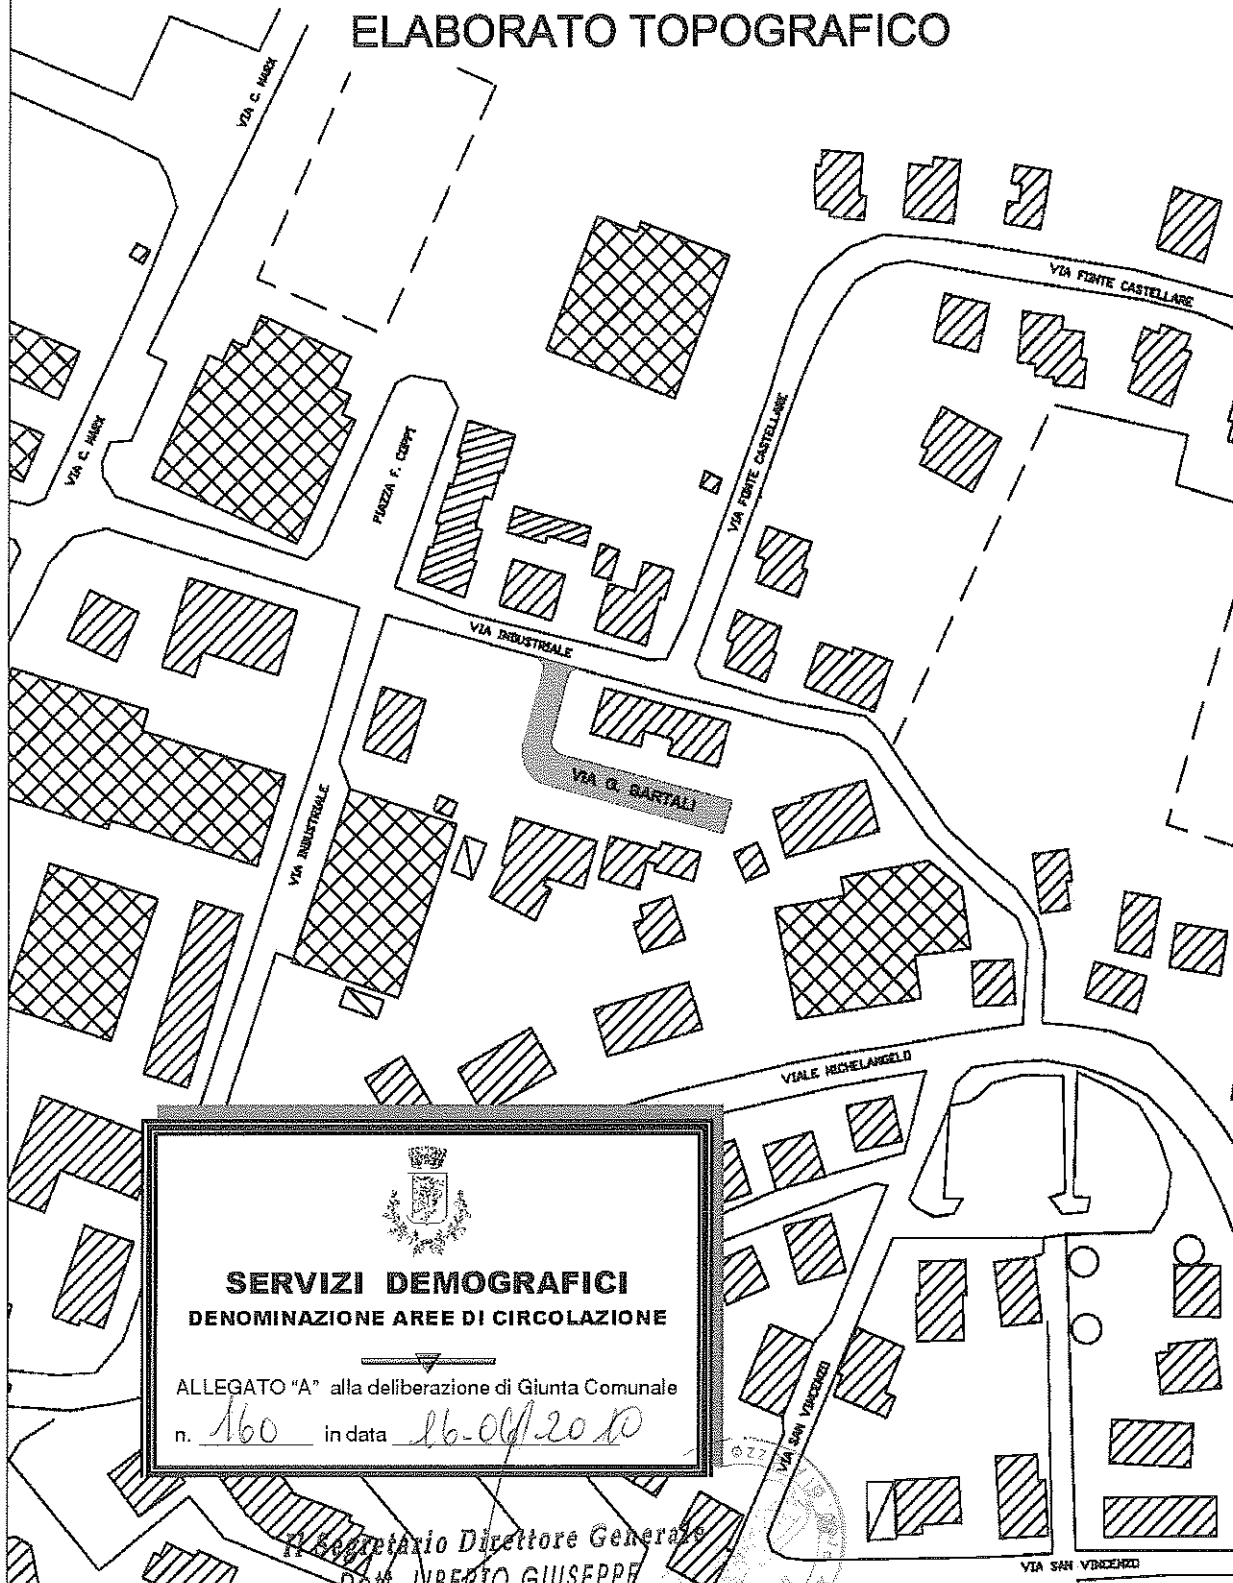 ELABORATO TOPOGRAFICO
VIA C. MARX
VIA FONTE CASTELLARE
VIA FONTE CASTELLARE
VIA C. MARX
PIAZZA F. COPPI
VIA INDUSTRIALE
VIA G. BARTALI
VIA INDUSTRIALE
VIALE MICHELANGELO
SERVIZI DEMOGRAFICI
DENOMINAZIONE AREE DI CIRCOLAZIONE
ALLEGATO "A" alla deliberazione di Giunta Comunale
n. 160 in data 16-06-2010
VIA SAN VINCENZO
Il Segretario Direttore Generale
GIUSEPPE
VIA SAN VINCENZO